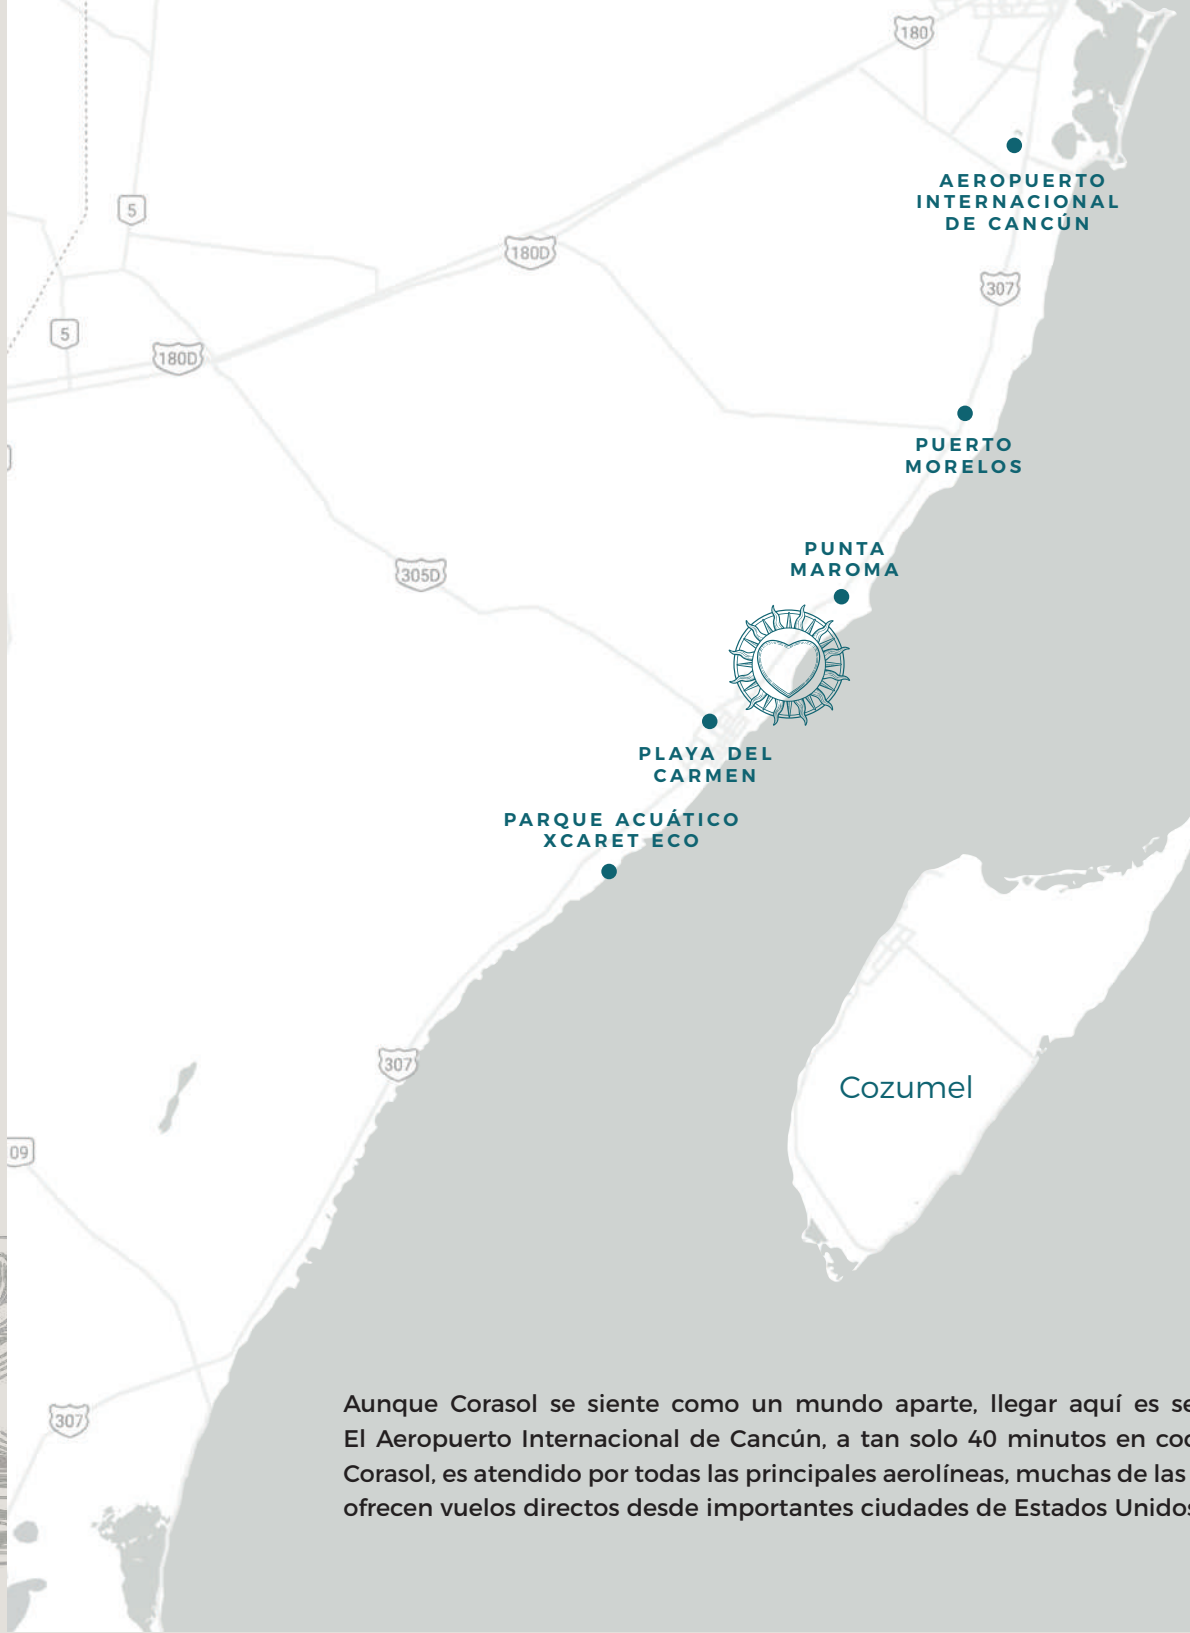 180
AEROPUERTO
INTERNACIONAL
DE CANCÚN
5
180D
307
5
180D
PUERTO
MORELOS
PUNTA
MAROMA
305D
PLAYA DEL
CARMEN
PARQUE ACUÁTICO
XCARET ECO
307
Cozumel
09
Aunque Corasol se siente como un mundo aparte, llegar aquí es
El Aeropuerto Internacional de Cancún, a tan solo 40 minutos en
Corasol, es atendido por todas las principales aerolíneas, muchas de las
ofrecen vuelos directos desde importantes ciudades de Estados Unidos
307